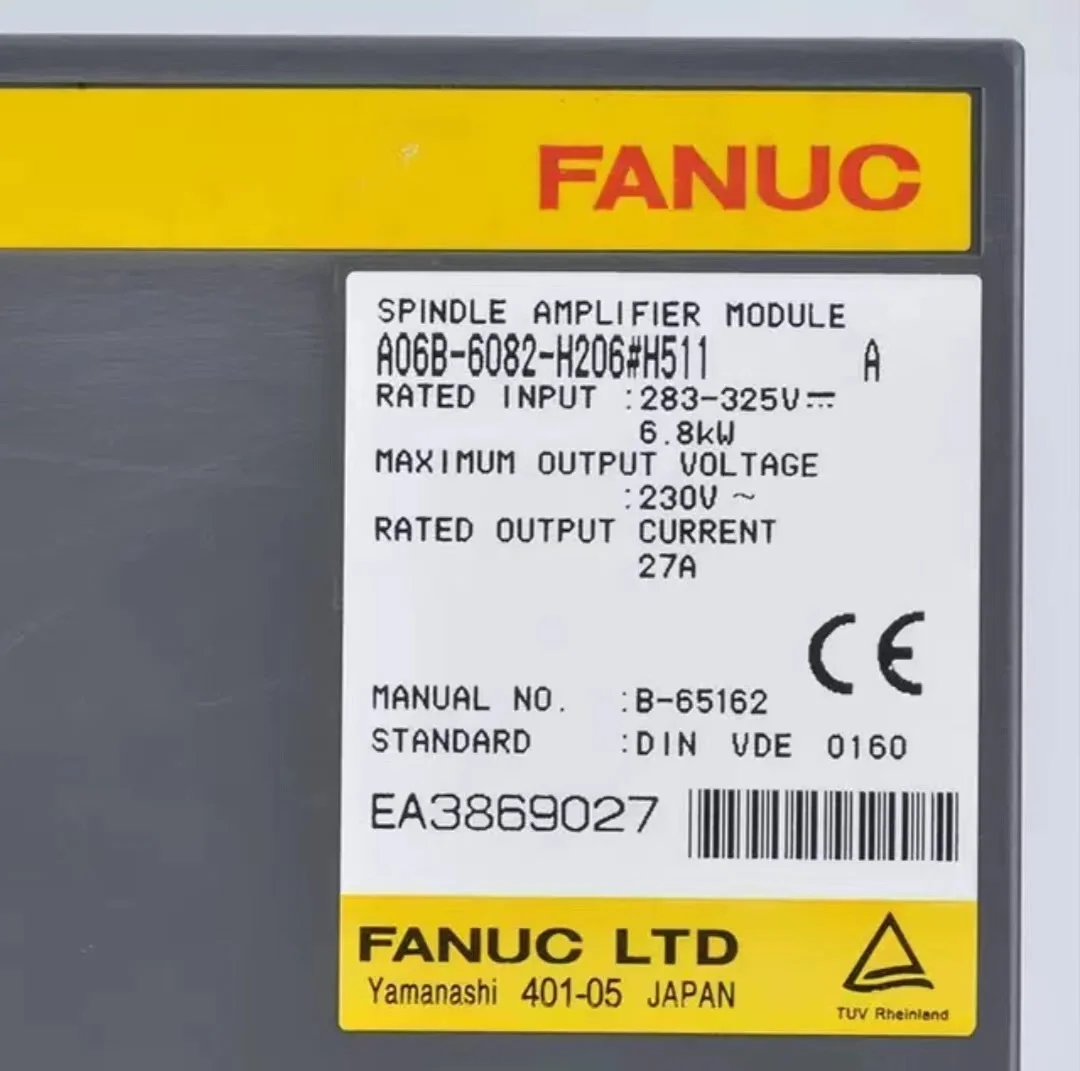 FANUC
SPINDLE AMPLIFIER MODULE
A06B-6082-H206#H511 A
RATED INPUT :283-325V⎓
6.8kW
MAXIMUM OUTPUT VOLTAGE
:230V ~
RATED OUTPUT CURRENT
27A
CE
MANUAL NO. :B-65162
STANDARD :DIN VDE 0160
EA3869027
FANUC LTD
Yamanashi 401-05 JAPAN
TUV Rheinland